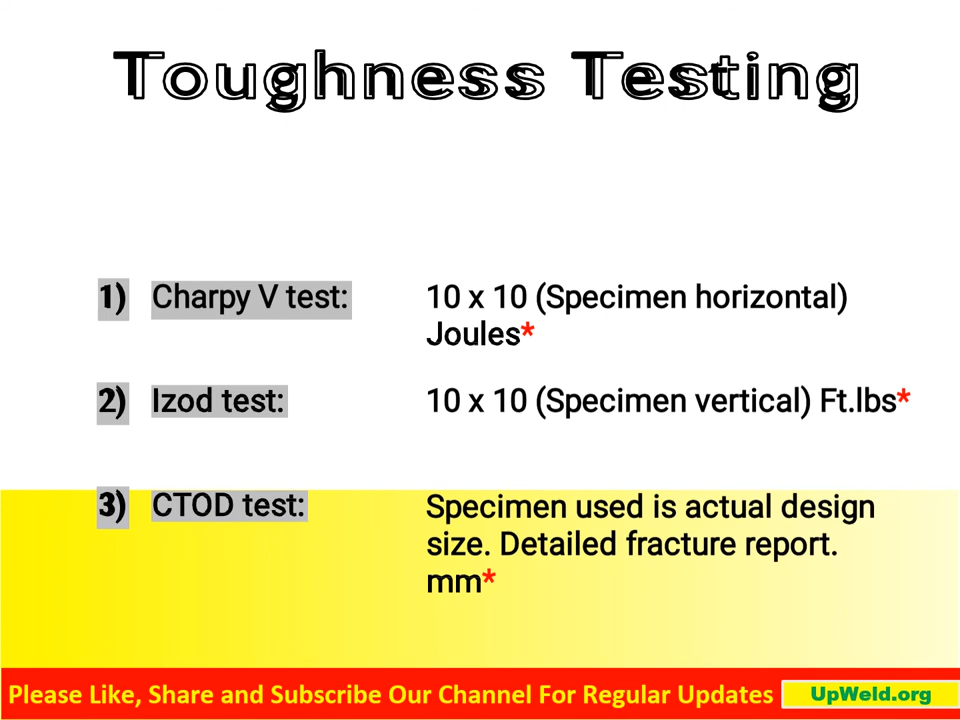 Toughness Testing
1) Charpy V test: 10 x 10 (Specimen horizontal)
Joules*
2) Izod test: 10 x 10 (Specimen vertical) Ft.lbs*
3) CTOD test: Specimen used is actual design
size. Detailed fracture report.
mm*
Please Like, Share and Subscribe Our Channel For Regular Updates UpWeld.org